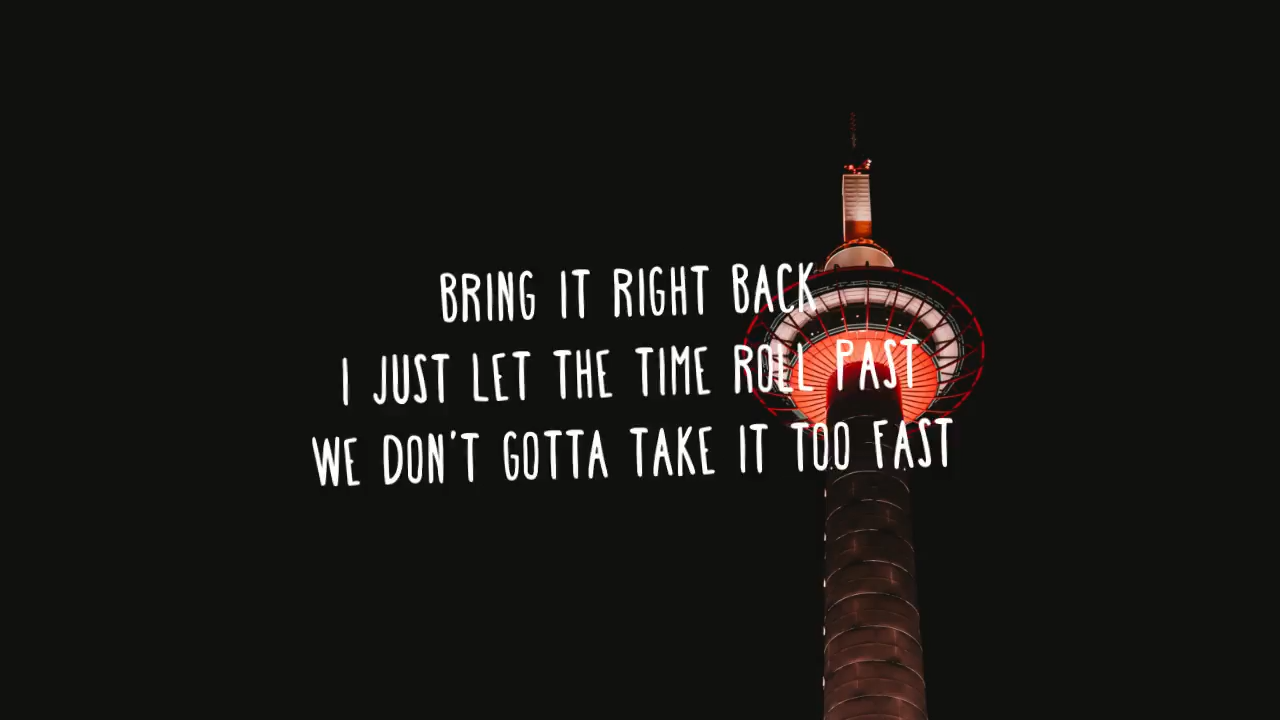 BRING IT RIGHT BACK
I JUST LET THE TIME ROLL PAST
WE DON'T GOTTA TAKE IT TOO FAST